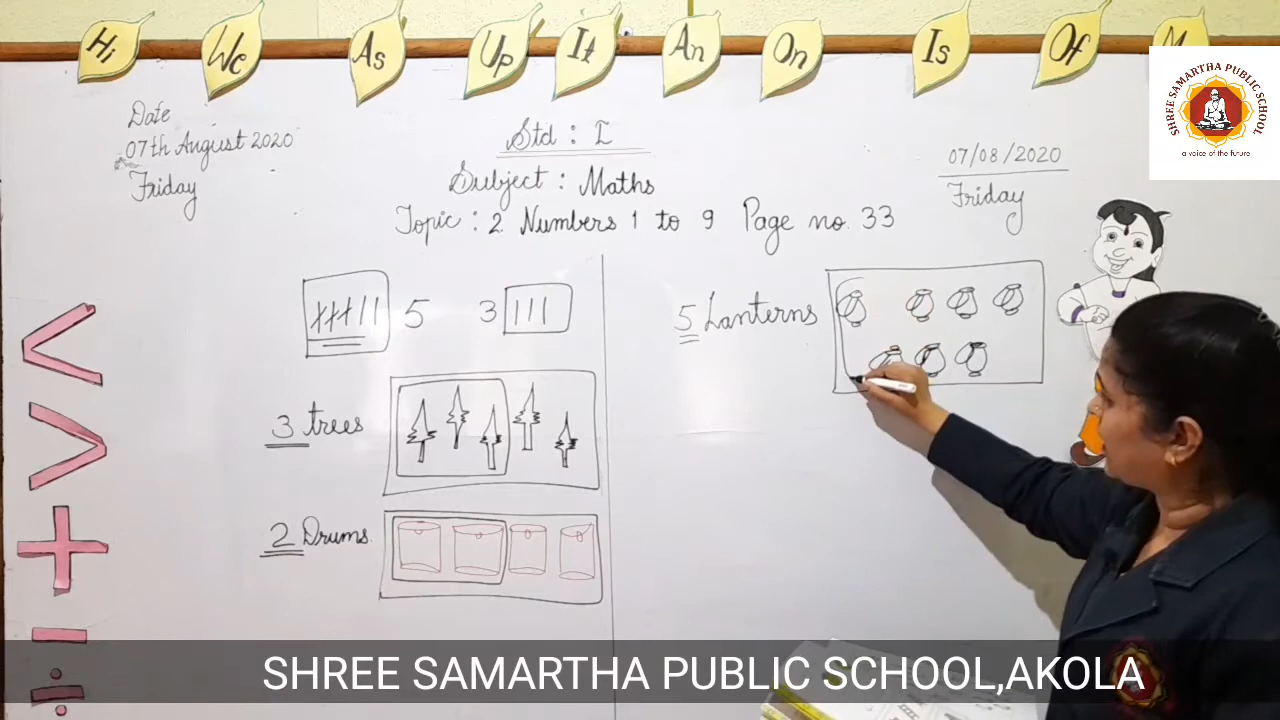 Hi We As Up It An On Is Of
SHREE SAMARTHA PUBLIC SCHOOL
a voice of the future
Date
07th August 2020
Friday
Std : I
Subject : Maths
Topic : 2 Numbers 1 to 9 Page no. 33
07/08/2020
Friday
5
3
3 trees
2 Drums.
5 Lanterns
SHREE SAMARTHA PUBLIC SCHOOL,AKOLA